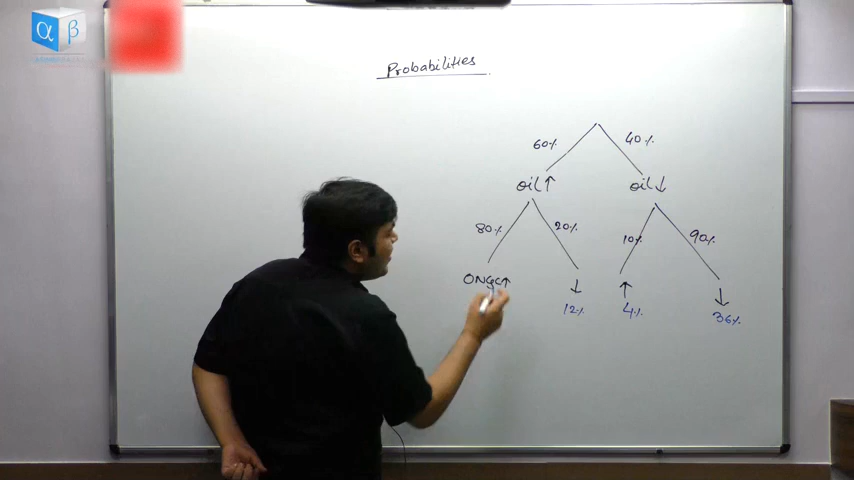 α β
Probabilities
60% 40%
oil↑ oil↓
80% 20% 10% 90%
ONGC↑ ↓ ↑ ↓
12% 4% 36%